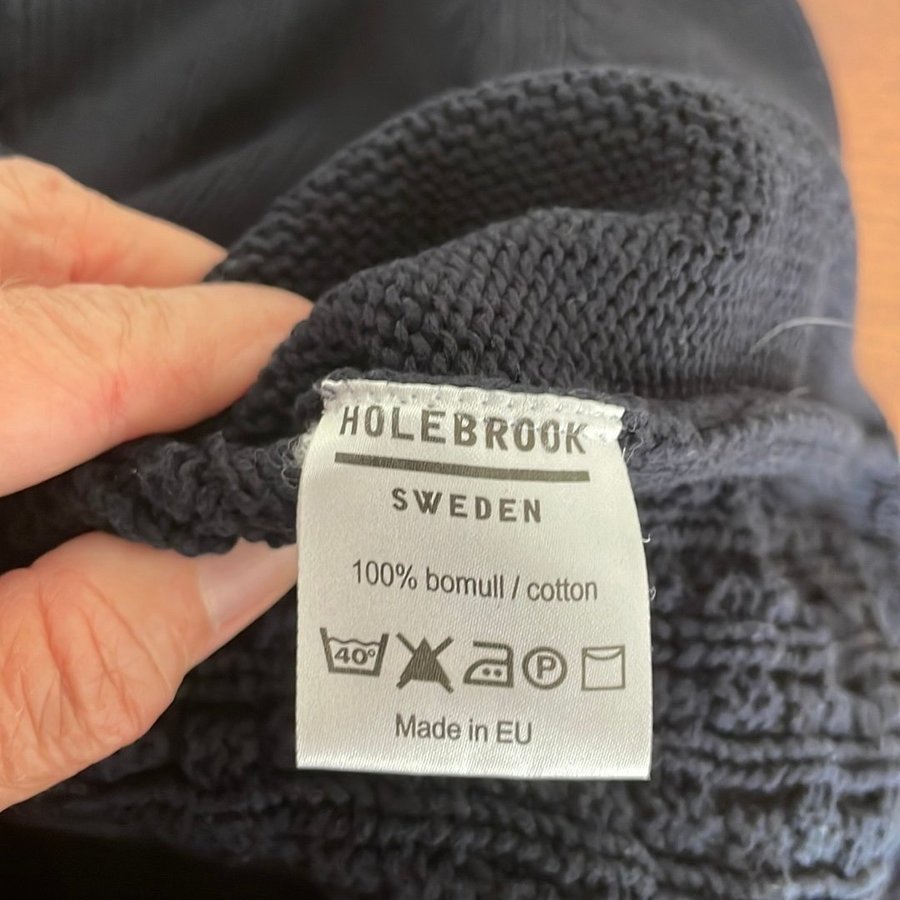 HOLEBROOK
SWEDEN
100% bomull / cotton
40° P
Made in EU